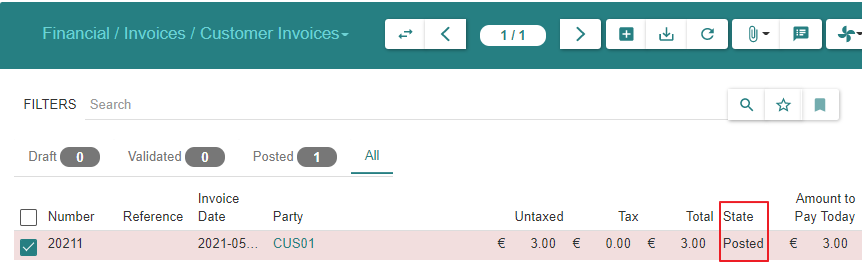 Financial / Invoices / Customer Invoices
1 / 1
FILTERS Search
Draft 0 Validated 0 Posted 1 All
Number Reference Invoice Date Party Untaxed Tax Total State Amount to Pay Today
20211 2021-05... CUS01 € 3.00 € 0.00 € 3.00 Posted € 3.00